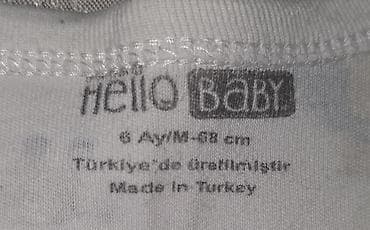 Hello BABY
6 Ay/M-68 cm
Türkiye'de üretilmiştir
Made in Turkey